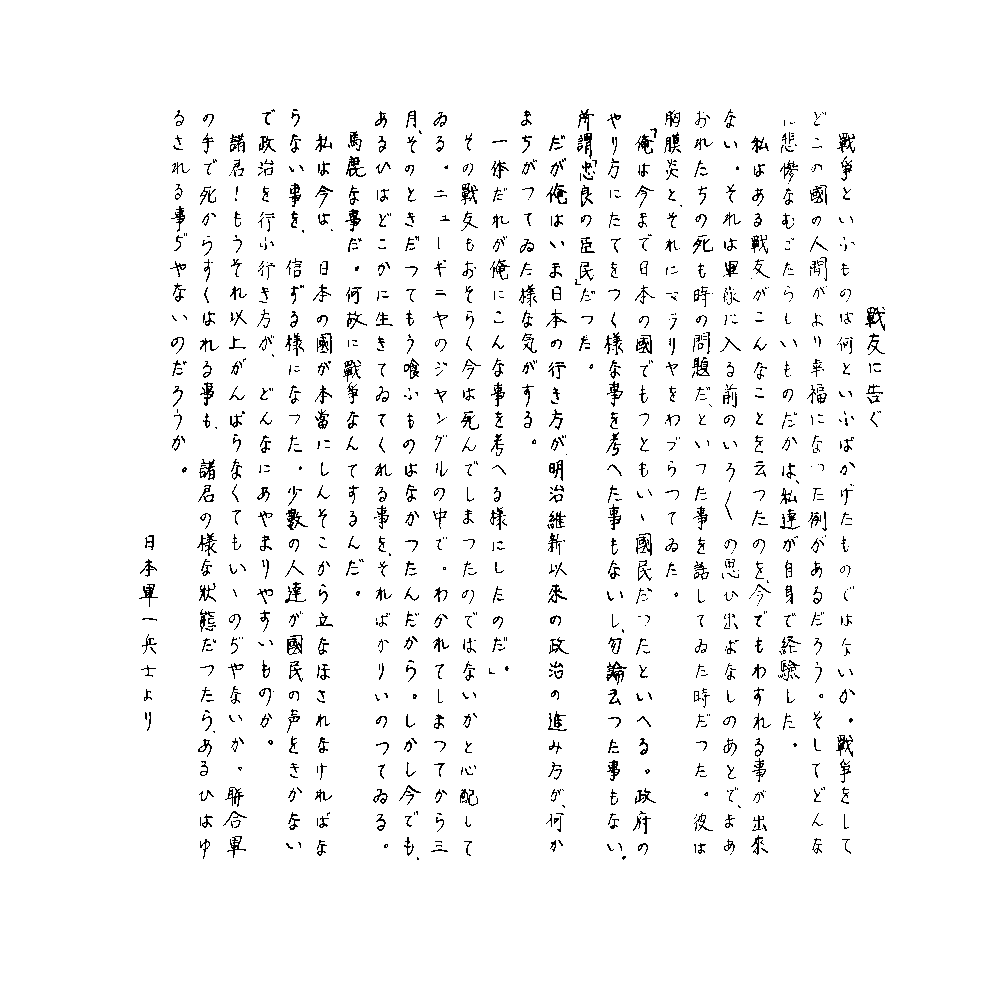 戦友に告ぐ
戰争といふものは何といふばかげたものではないか。戰争をして
どこの國の人間がより幸福になつた例があるだろう。そしてどんな
に悲惨なむごたらしいものだかは、私達が自身で経験した。
私はある戦友がこんなことを云つたのを、今でもわすれる事が出来
ない。それは軍隊に入る前のいろ〱の思ひ出ばなしのあとで、まあ
おれたちの死も時の問題だ、といつた事を話してゐた時だつた。彼は
胸膜炎と、それにマラリヤをわづらつてゐた。
「俺は今まで日本の國でもつともいゝ國民だつたといへる。政府の
やり方にたてをつく様な事を考へた事もないし、勿論云つた事もない。
所謂「忠良の臣民」だつた。
だが俺はいま日本の行き方が、明治維新以来の政治の進み方が、何か
まちがつてゐた様な気がする。
一体だれが俺にこんな事を考へる様にしたのだ」。
その戦友もおそらく今は死んでしまつたのではないかと心配して
ゐる。ニューギニヤのジャングルの中で。わかれてしまつてから三
月、そのときだつてもう喰ふものはなかつたんだから。しかし今でも、
あるひはどこかに生きてゐてくれる事を、そればかりいのつてゐる。
馬鹿な事だ。何故に戰争なんてするんだ。
私は今は、日本の國が本當にしんそこから立なほされなければな
らない事を、信ずる様になつた。少數の人達が國民の声をきかない
で政治を行ふ行き方が、どんなにあやまりやすいものか。
諸君！もうそれ以上がんばらなくてもいゝのぢやないか。聨合軍
の手で死からすくはれる事も、諸君の様な狀態だつたら、あるひはゆ
るされる事ぢやないのだろうか。
日本軍一兵士より